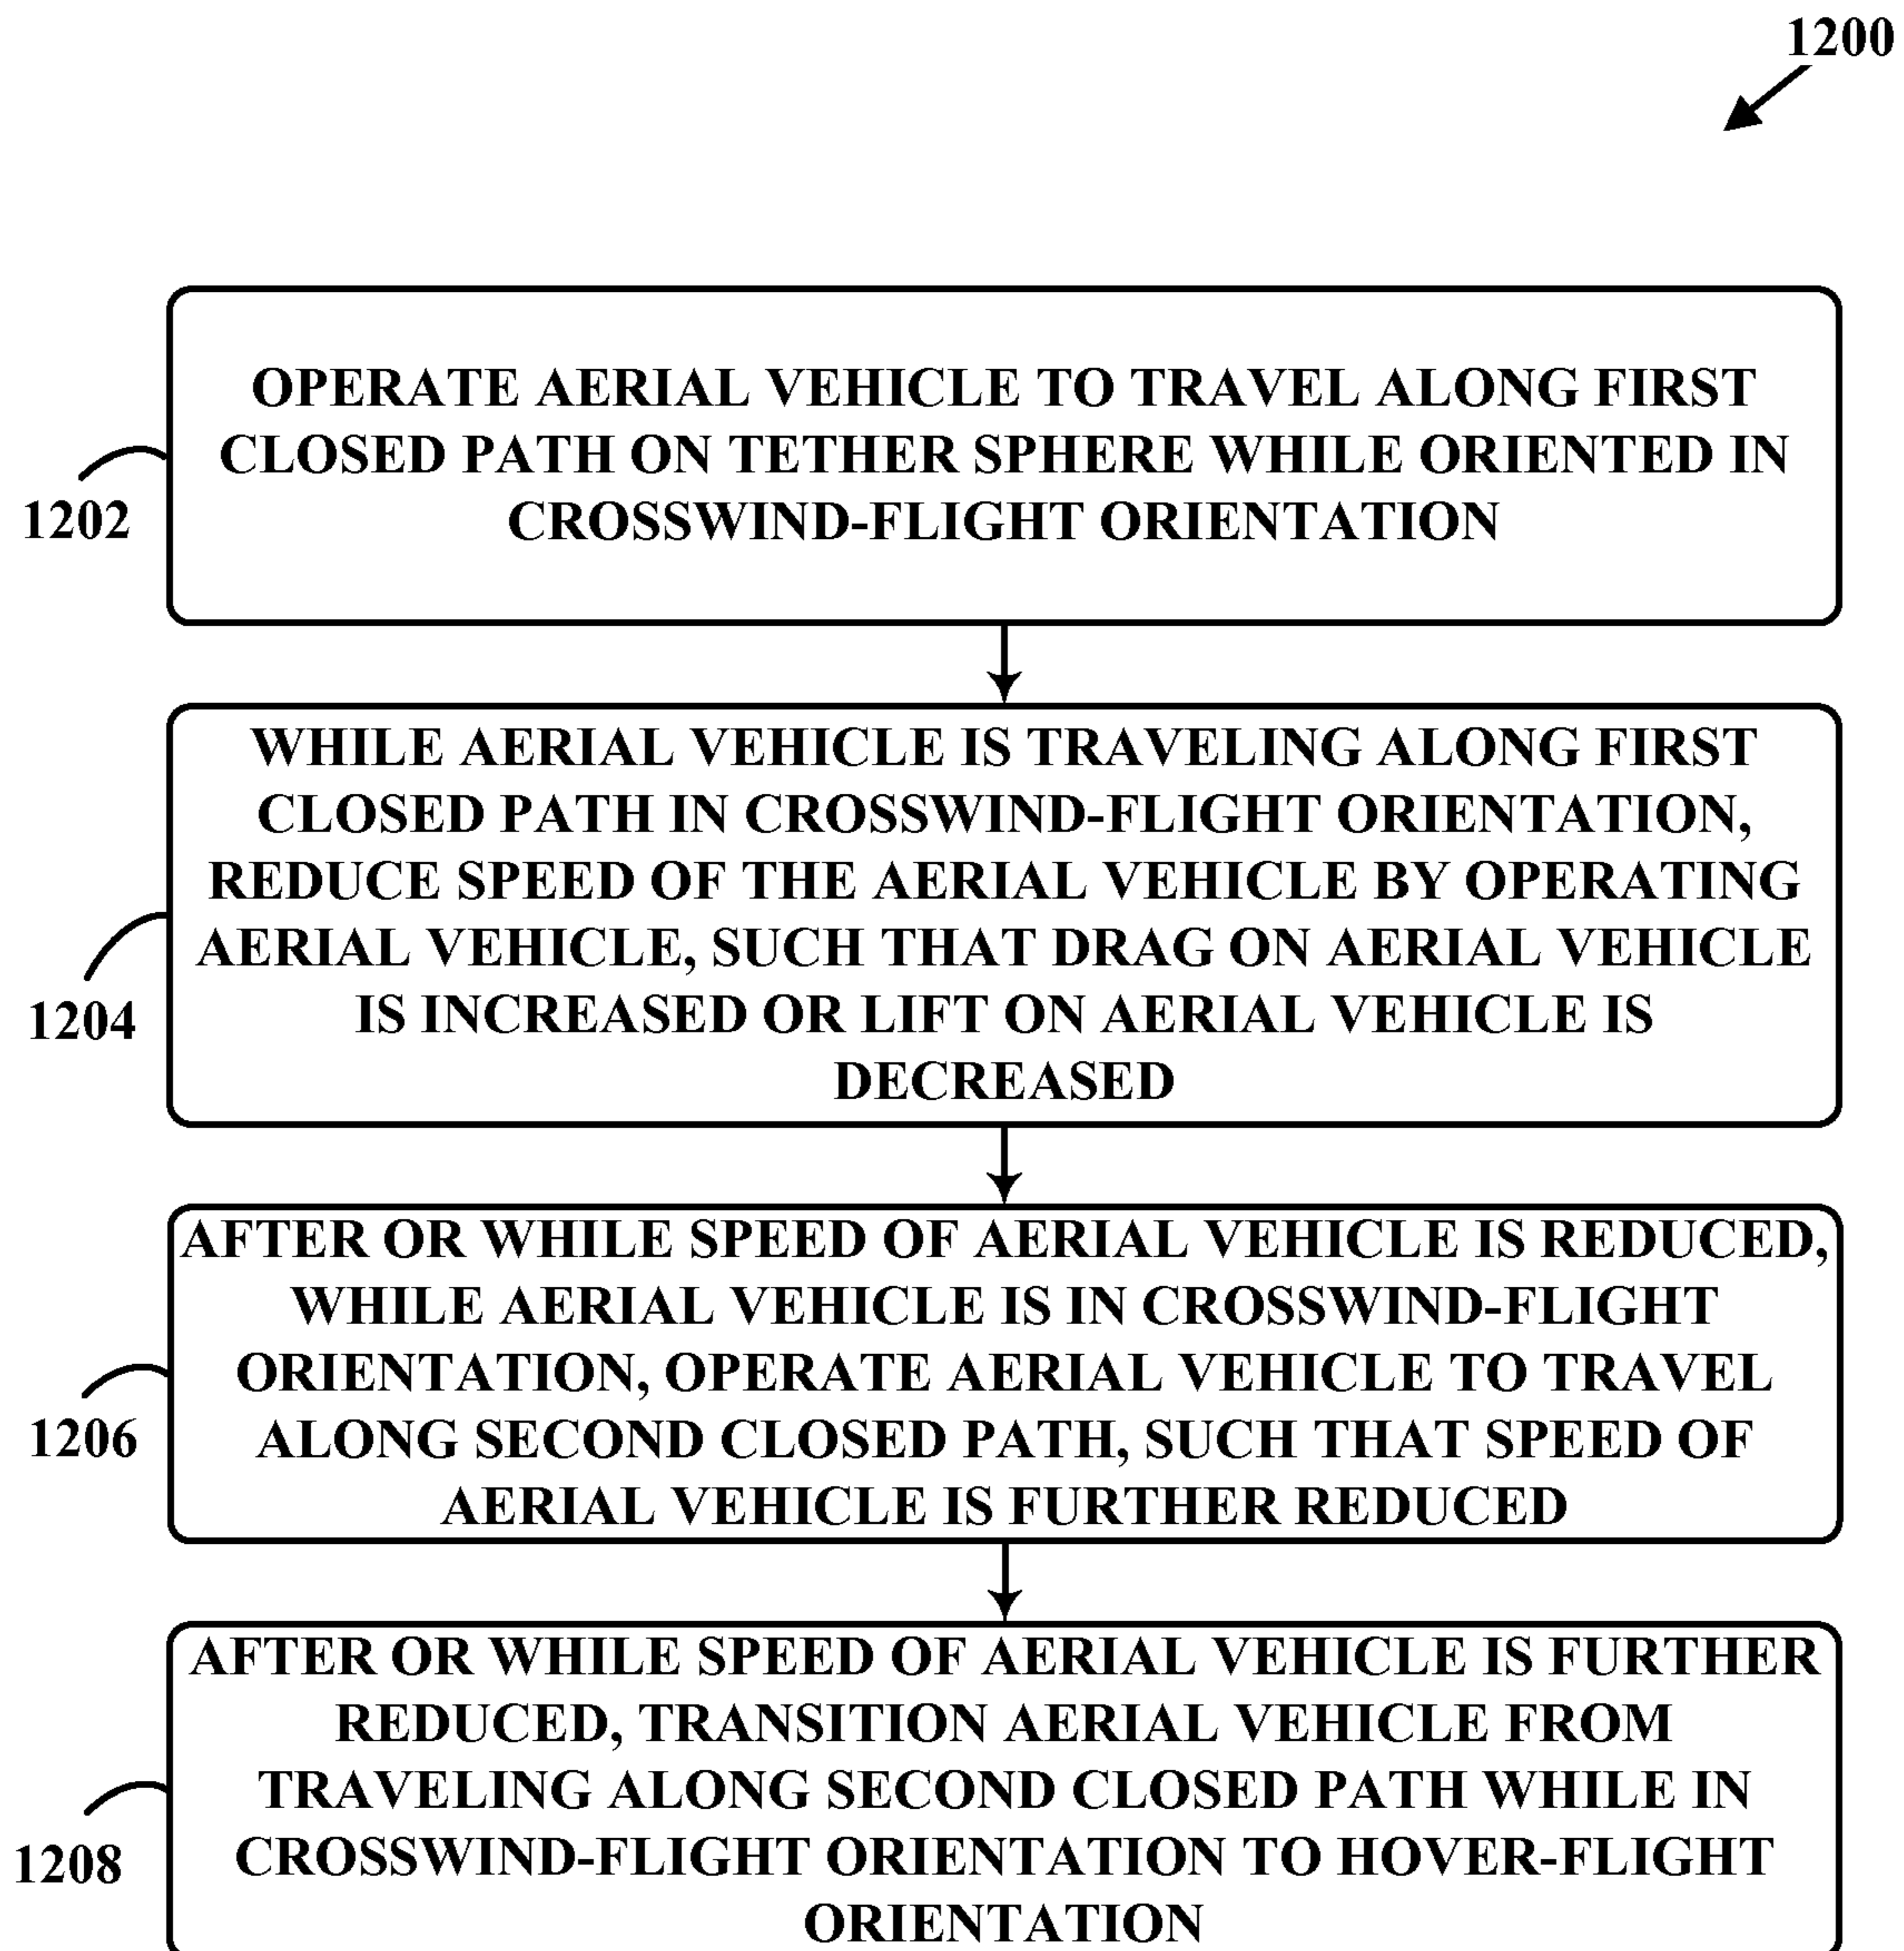 1200
OPERATE AERIAL VEHICLE TO TRAVEL ALONG FIRST
CLOSED PATH ON TETHER SPHERE WHILE ORIENTED IN
CROSSWIND-FLIGHT ORIENTATION
1202
WHILE AERIAL VEHICLE IS TRAVELING ALONG FIRST
CLOSED PATH IN CROSSWIND-FLIGHT ORIENTATION,
REDUCE SPEED OF THE AERIAL VEHICLE BY OPERATING
AERIAL VEHICLE, SUCH THAT DRAG ON AERIAL VEHICLE
IS INCREASED OR LIFT ON AERIAL VEHICLE IS
DECREASED
1204
AFTER OR WHILE SPEED OF AERIAL VEHICLE IS REDUCED,
WHILE AERIAL VEHICLE IS IN CROSSWIND-FLIGHT
ORIENTATION, OPERATE AERIAL VEHICLE TO TRAVEL
ALONG SECOND CLOSED PATH, SUCH THAT SPEED OF
AERIAL VEHICLE IS FURTHER REDUCED
1206
AFTER OR WHILE SPEED OF AERIAL VEHICLE IS FURTHER
REDUCED, TRANSITION AERIAL VEHICLE FROM
TRAVELING ALONG SECOND CLOSED PATH WHILE IN
CROSSWIND-FLIGHT ORIENTATION TO HOVER-FLIGHT
ORIENTATION
1208